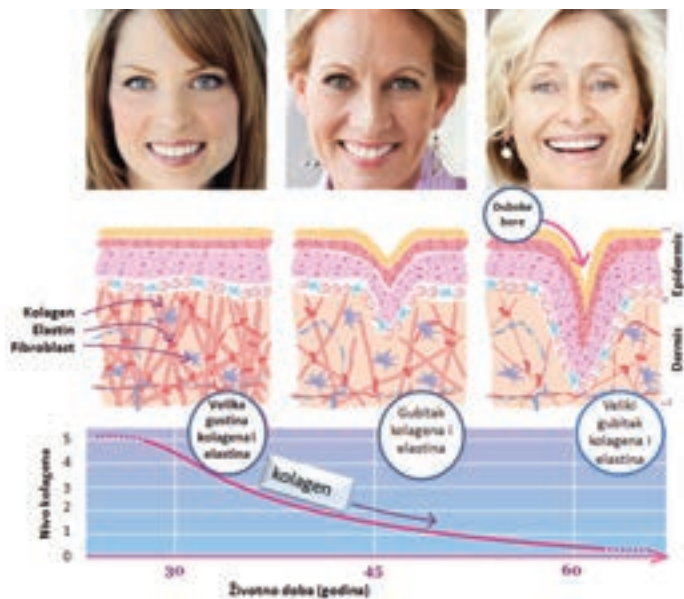 Duboke
bore
Epidermis
Kolagen
Elastin
Fibroblast
Dermis
Velika
gustina
kolagena i
elastina
Gubitak
kolagena i
elastina
Veliki
gubitak
kolagena i
elastina
Nivo kolagena
5
4
3
2
1
0
kolagen
30
45
60
Životno doba (godina)